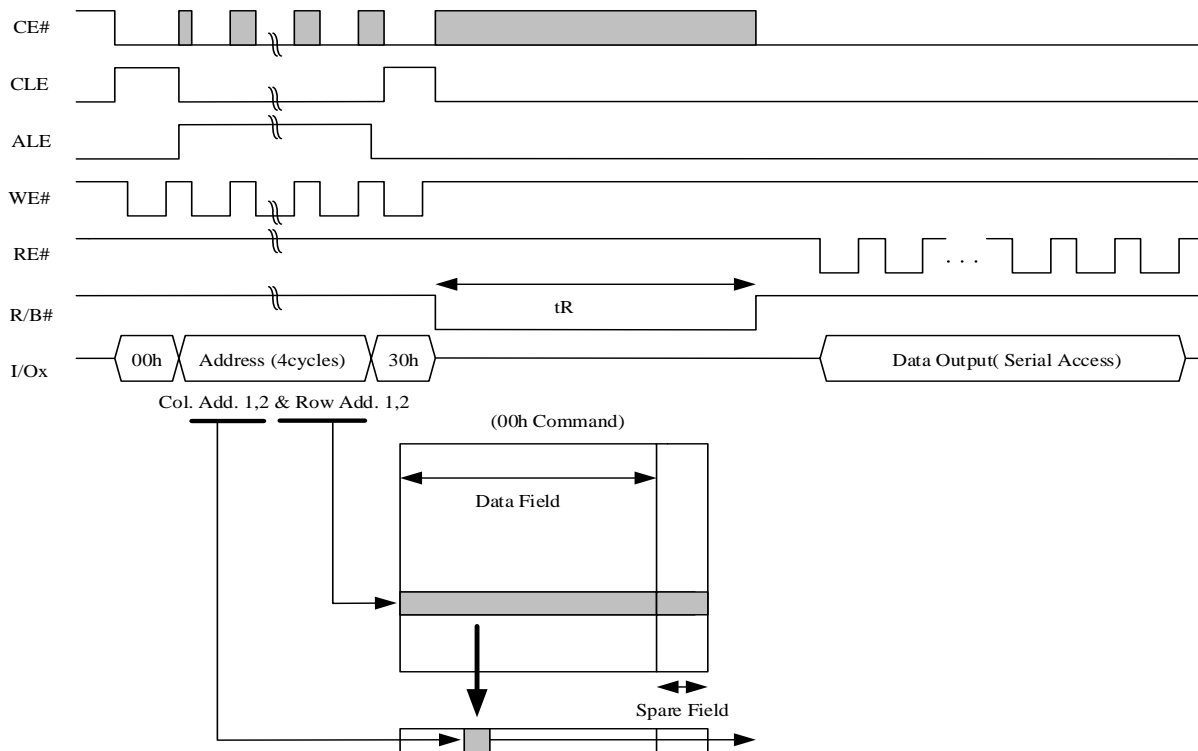 CE#
CLE
ALE
WE#
RE#
. . .
R/B#
tR
I/Ox
00h
Address (4cycles)
30h
Data Output( Serial Access)
Col. Add. 1,2 & Row Add. 1,2
(00h Command)
Data Field
Spare Field